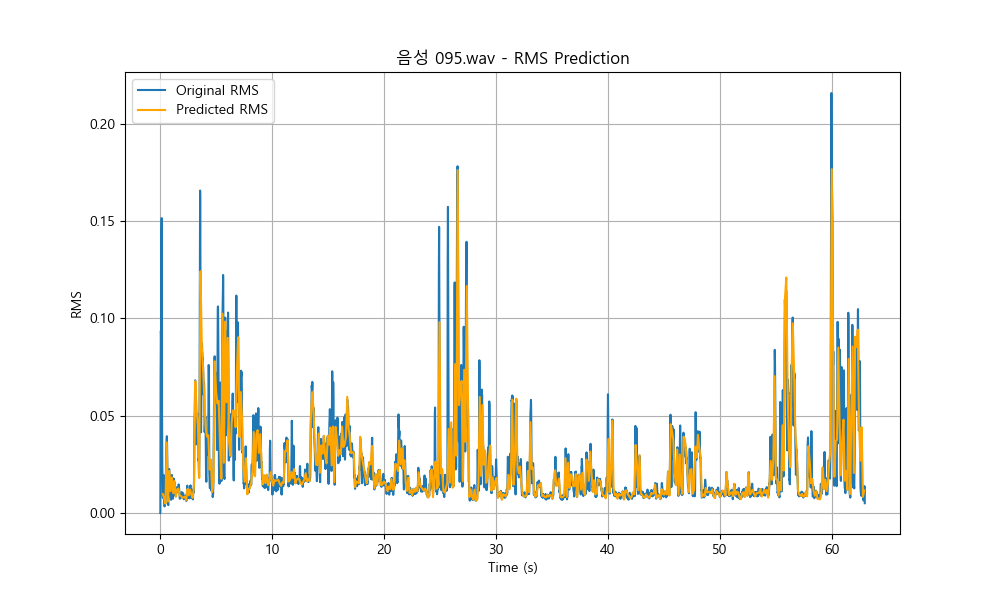 음성 095.wav - RMS Prediction
Original RMS
Predicted RMS
0.20
0.15
0.10
0.05
0.00
RMS
0 10 20 30 40 50 60
Time (s)